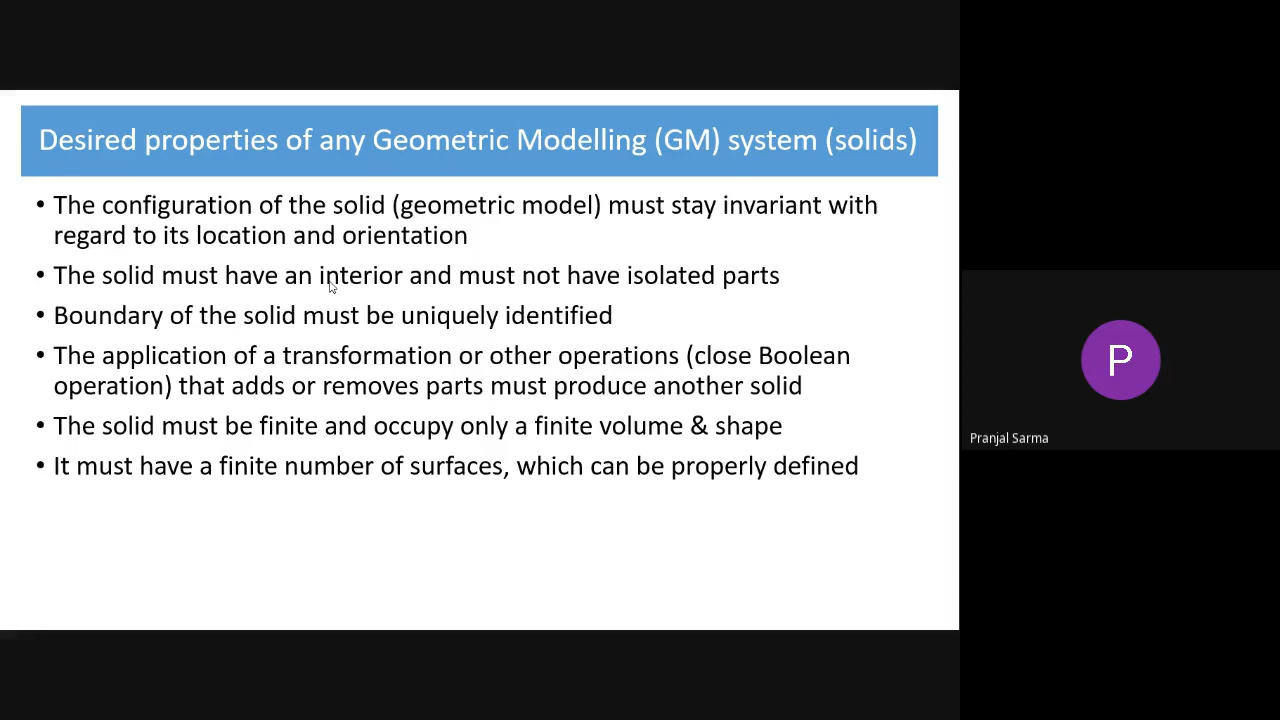 Desired properties of any Geometric Modelling (GM) system (solids)
• The configuration of the solid (geometric model) must stay invariant with
regard to its location and orientation
• The solid must have an interior and must not have isolated parts
• Boundary of the solid must be uniquely identified
• The application of a transformation or other operations (close Boolean
operation) that adds or removes parts must produce another solid
• The solid must be finite and occupy only a finite volume & shape
• It must have a finite number of surfaces, which can be properly defined
P
Pranjal Sarma